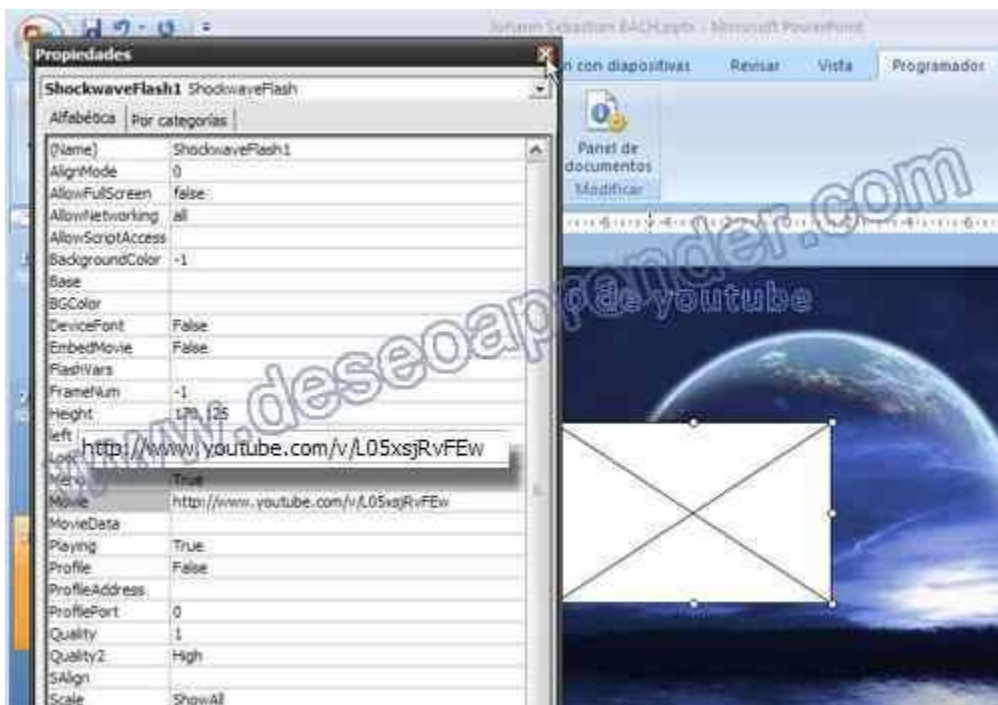 Johann Sebastian BACH.pptx - Microsoft PowerPoint
Propiedades
n con diapositivas Revisar Vista Programador
ShockwaveFlash1 ShockwaveFlash
Alfabética Por categorías
Panel de
documentos
Modificar
(Name) ShockwaveFlash1
AlignMode 0
AllowFullScreen false
AllowNetworking all
AllowScriptAccess
BackgroundColor -1
Base
BGColor
DeviceFont False
EmbedMovie False
FlashVars
FrameNum -1
Height
left
http://www.youtube.com/v/L05xsjRvFEw
Loop
Menu True
Movie http://www.youtube.com/v/L05xsjRvFEw
MovieData
Playing True
Profile False
ProfileAddress
ProfilePort 0
Quality 1
Quality2 High
SAlign
Scale ShowAll
de youtube
www.deseoaprender.com